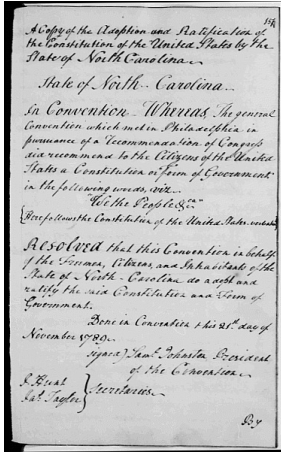 A Copy of the Adoption and Ratification of
the Constitution of the United States by the
State of North Carolina.
State of North-Carolina
In Convention Whereas, The general
Convention which met in Philadelphia in
pursuance of a recommendation of Congress
did recommend to the Citizens of the United
States a Constitution or form of Government
in the following words, viz.
"We the People &ca"
(Here follows the Constitution of the United States
Resolved that this Convention in behalf
of the Freemen, Citizens, and Inhabitants of the
State of North-Carolina do adopt and
ratify the said Constitution and Form of
Government.
Done in Convention this 21st day of
November 1789.
signed) Saml Johnston President
of the Convention
J Hunt
Jas Taylor } Secretaries.
By